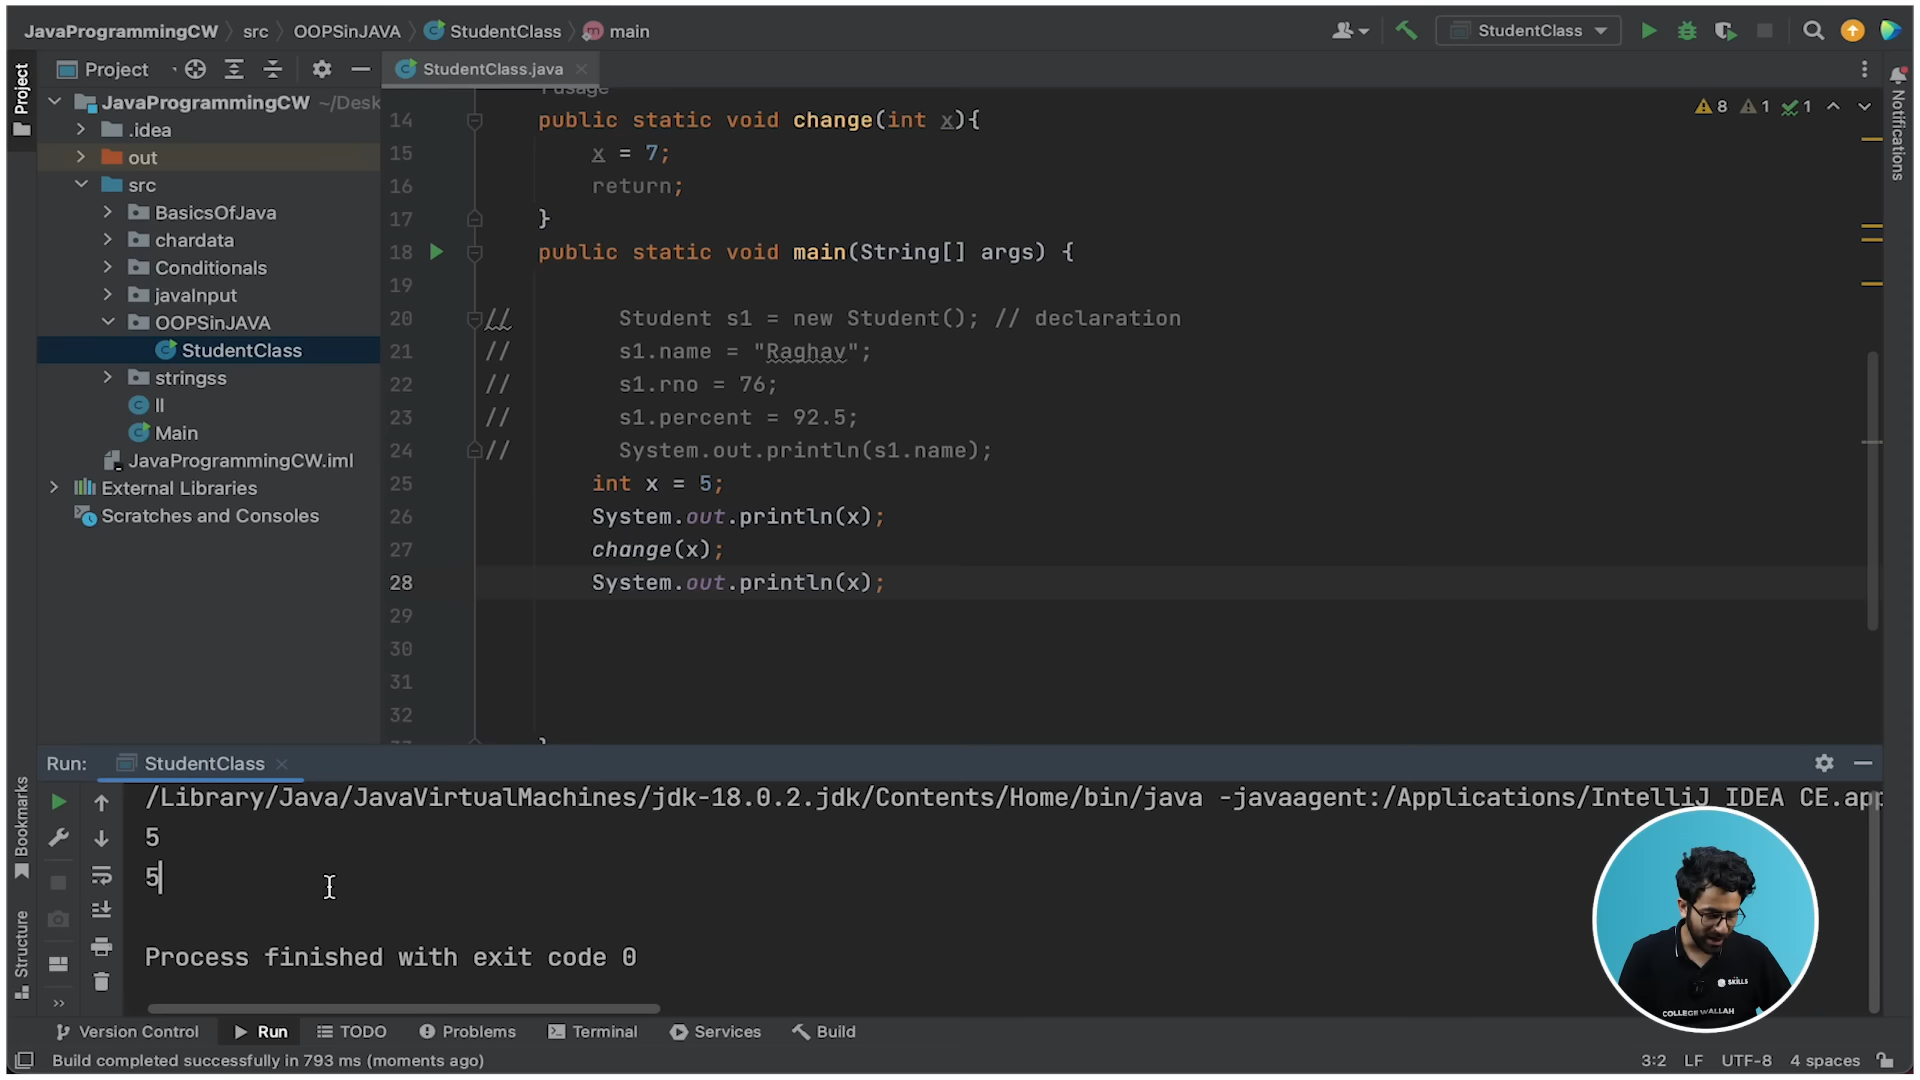 JavaProgrammingCW src OOPSinJAVA StudentClass main
StudentClass
Project
StudentClass.java
Project
Notifications
JavaProgrammingCW ~/Desk
.idea
out
src
BasicsOfJava
chardata
Conditionals
javaInput
OOPSinJAVA
StudentClass
stringss
ll
Main
JavaProgrammingCW.iml
External Libraries
Scratches and Consoles
8 1 1
14 public static void change(int x){
15 x = 7;
16 return;
17 }
18 public static void main(String[] args) {
19
20 // Student s1 = new Student(); // declaration
21 // s1.name = "Raghav";
22 // s1.rno = 76;
23 // s1.percent = 92.5;
24 // System.out.println(s1.name);
25 int x = 5;
26 System.out.println(x);
27 change(x);
28 System.out.println(x);
29
30
31
32
Run: StudentClass
/Library/Java/JavaVirtualMachines/jdk-18.0.2.jdk/Contents/Home/bin/java -javaagent:/Applications/IntelliJ IDEA CE.app
5
5
Process finished with exit code 0
Bookmarks
Structure
SKILLS
COLLEGE WALLAH
Version Control Run TODO Problems Terminal Services Build
Build completed successfully in 793 ms (moments ago)
3:2 LF UTF-8 4 spaces